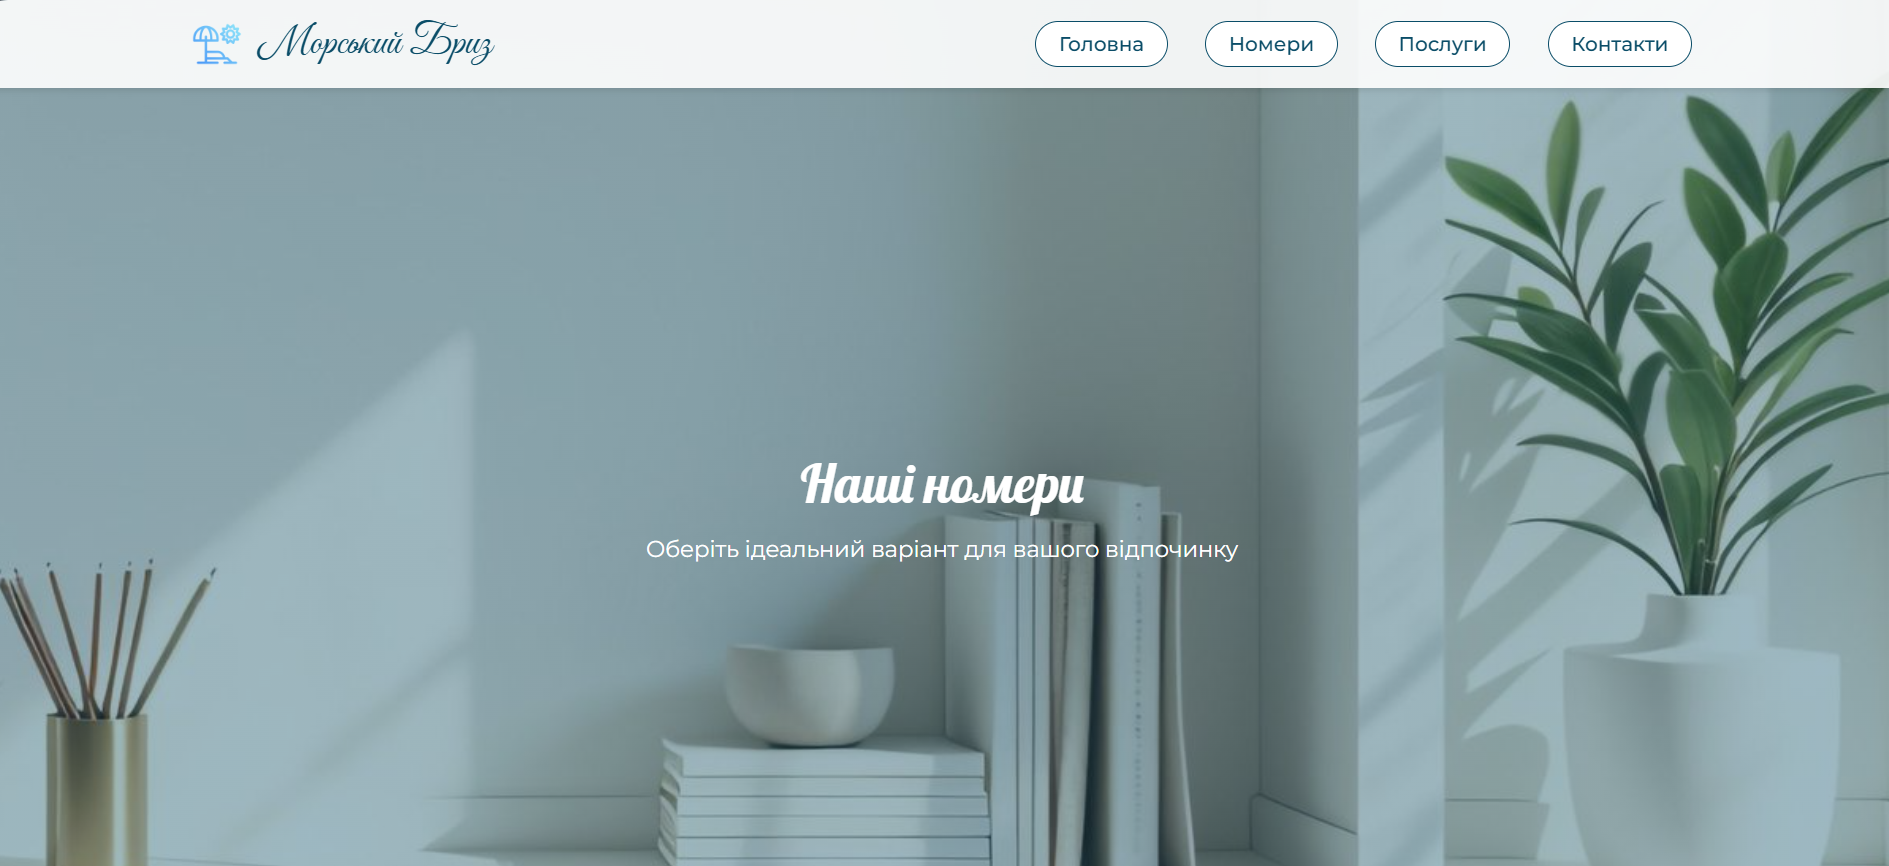 Морський Бриз
Головна
Номери
Послуги
Контакти
Наші номери
Оберіть ідеальний варіант для вашого відпочинку